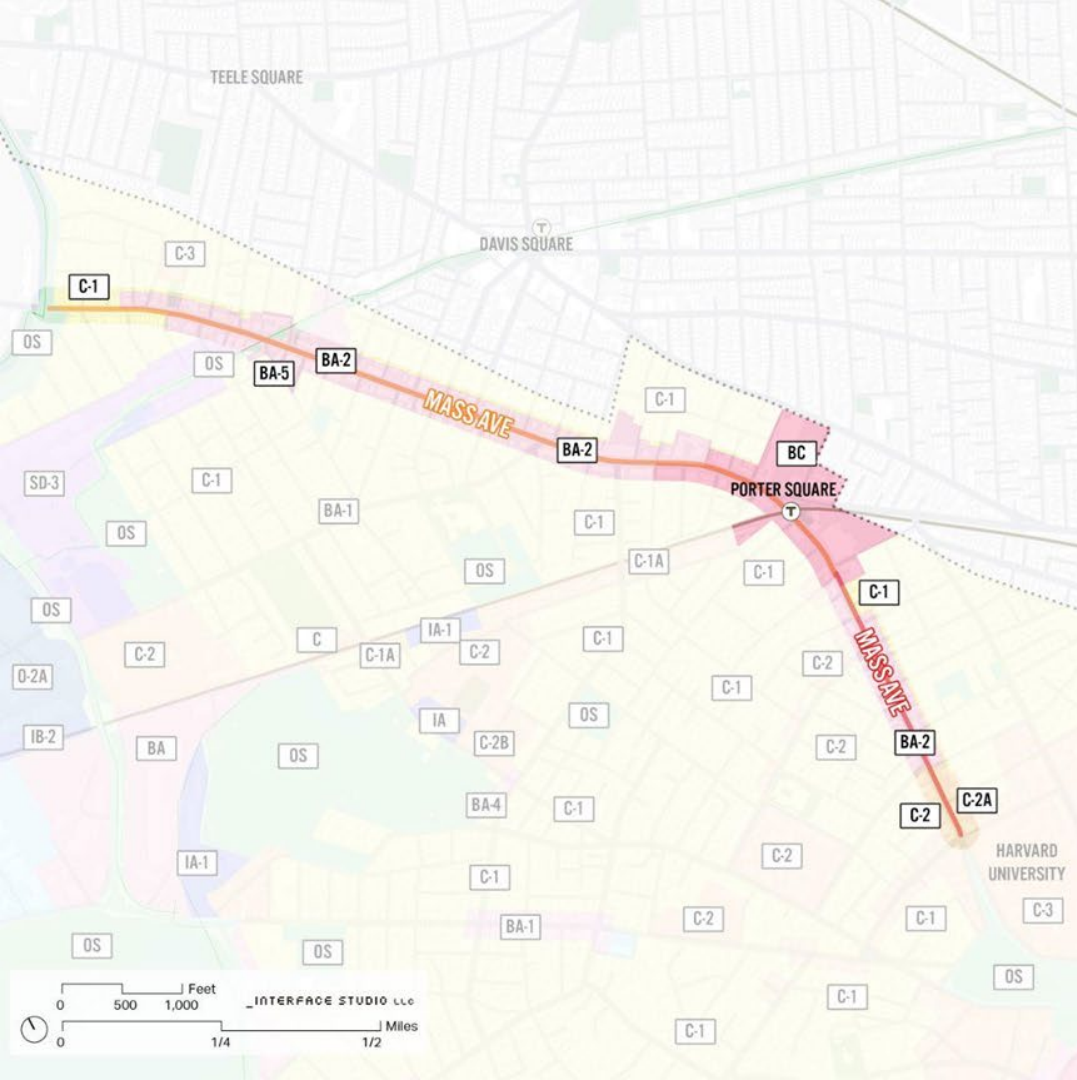 TEELE SQUARE
T
DAVIS SQUARE
C-3
C-1
OS
OS
BA-5
BA-2
MASS AVE
C-1
BA-2
BC
PORTER SQUARE
T
SD-3
C-1
BA-1
OS
C-1
C-1A
OS
C-1
C-1
OS
IA-1
C
C-1A
C-2
C-1
C-2
O-2A
C-2
MASS AVE
C-1
IA
OS
IB-2
BA
OS
C-2B
C-2
BA-2
BA-4
C-1
C-2
C-2A
IA-1
C-2
HARVARD
UNIVERSITY
C-1
BA-1
C-2
C-1
C-3
OS
OS
OS
C-1
C-1
Feet
0 500 1,000
_INTERFACE STUDIO LLC
Miles
0 1/4 1/2